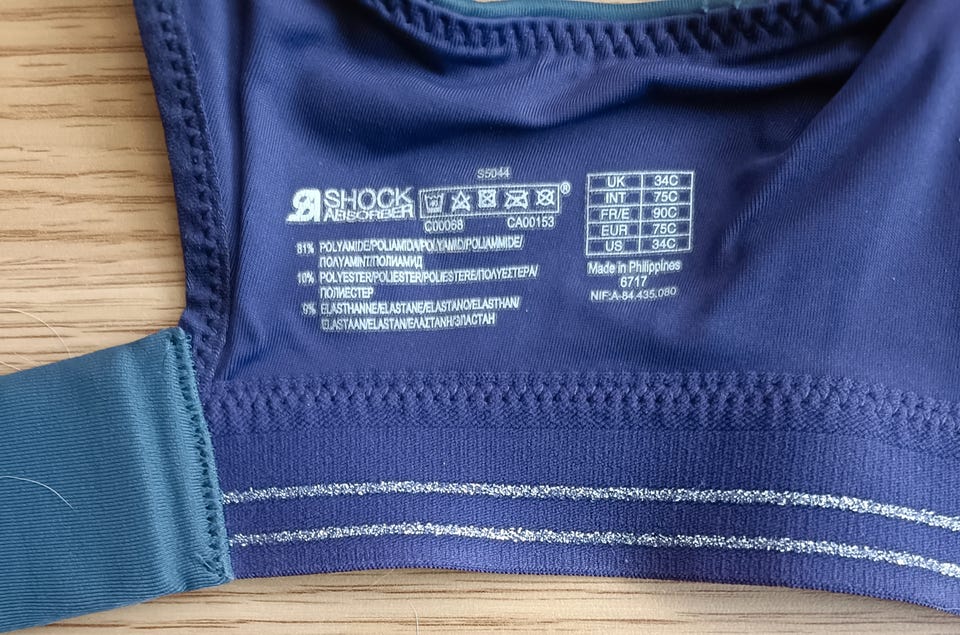 S5044
SHOCK
ABSORBER
®
C00068 CA00153
81% POLYAMIDE/POLIAMIDA/POLYAMID/POLIAMMIDE/
ΠΟΛΥΑΜΙΝΤ/ПОЛИАМИД
10% POLYESTER/POLIESTER/POLIESTERE/ΠΟΛΥΕΣΤΕΡΑ/
ПОЛИЕСТЕР
9% ELASTHANNE/ELASTANE/ELASTANO/ELASTHAN/
ELASTAAN/ELASTAN/ΕΛΑΣΤΑΝΗ/ЭЛАСТАН
UK 34C
INT 75C
FR/E 90C
EUR 75C
US 34C
Made in Philippines
6717
NIF:A-84.435.080